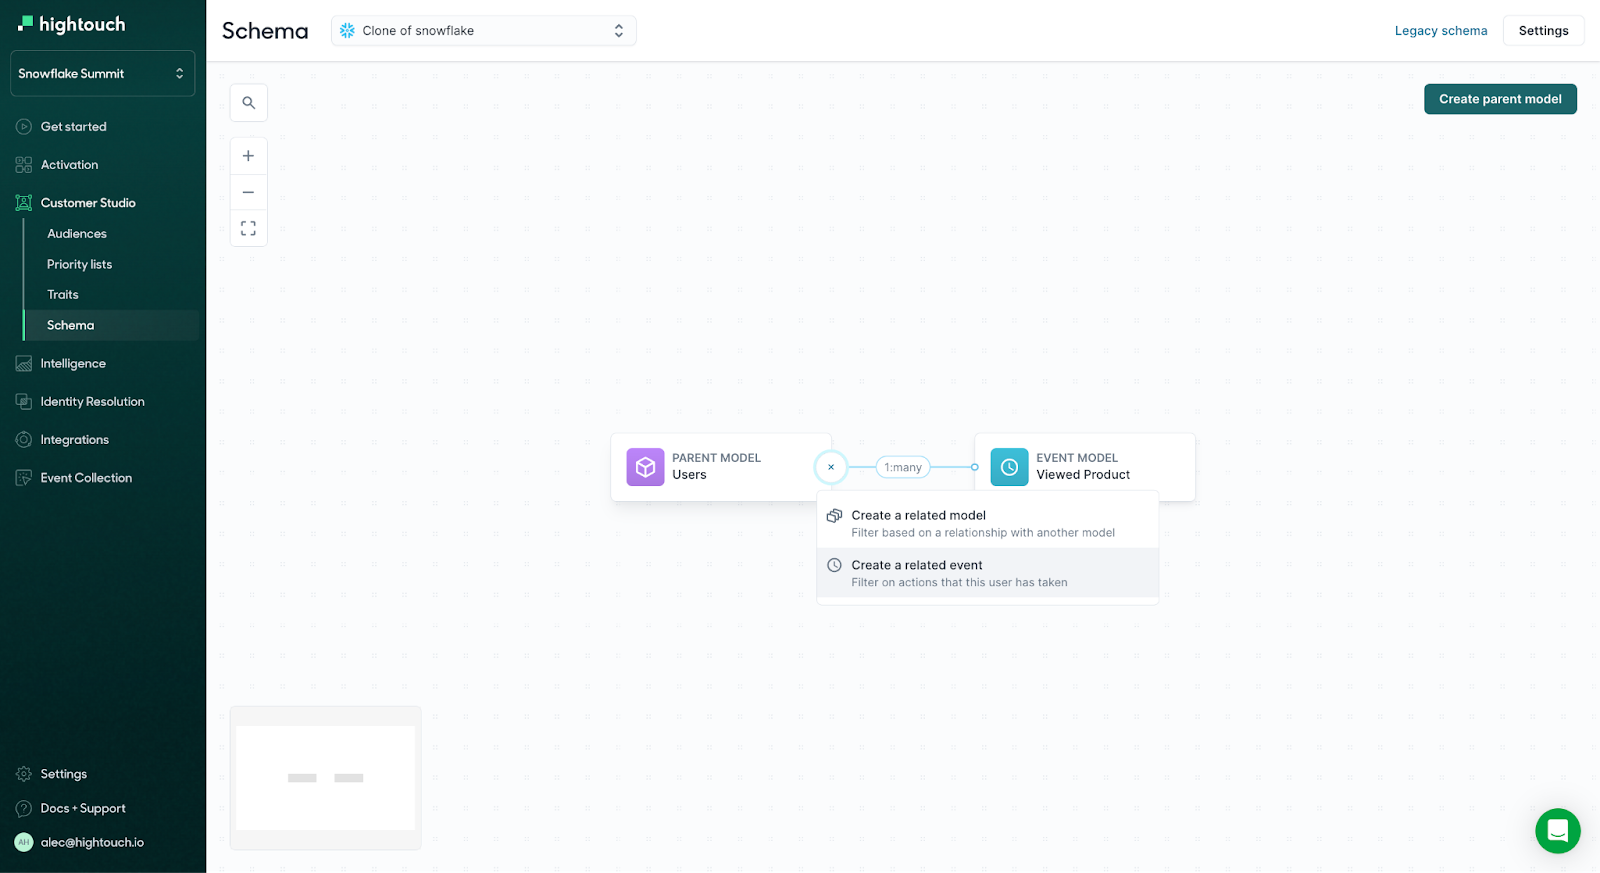 hightouch
Snowflake Summit
Get started
Activation
Customer Studio
Audiences
Priority lists
Traits
Schema
Intelligence
Identity Resolution
Integrations
Event Collection
Settings
Docs + Support
AH
alec@hightouch.io
Schema
Clone of snowflake
Legacy schema
Settings
Create parent model
PARENT MODEL
Users
1:many
EVENT MODEL
Viewed Product
Create a related model
Filter based on a relationship with another model
Create a related event
Filter on actions that this user has taken